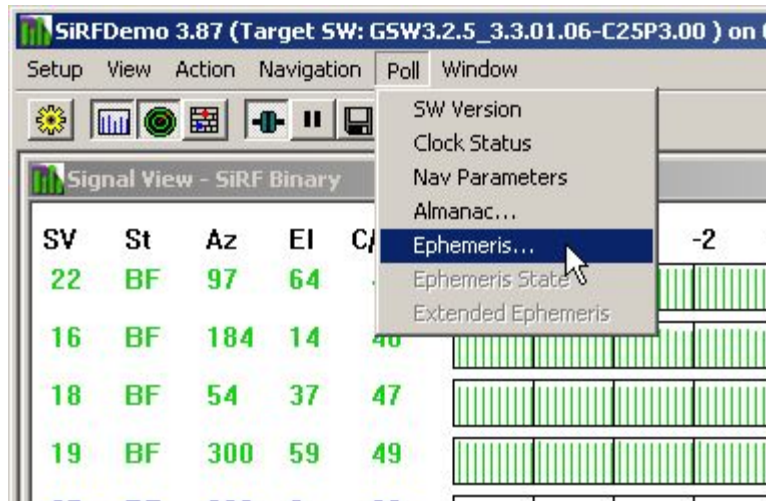 SiRFDemo 3.87 (Target SW: GSW3.2.5_3.3.01.06-C25P3.00 ) on
Setup View Action Navigation Poll Window
SW Version
Clock Status
Nav Parameters
Almanac...
Ephemeris...
Ephemeris State
Extended Ephemeris
Signal View - SiRF Binary
SV St Az El C/ -2
22 BF 97 64
16 BF 184 14 46
18 BF 54 37 47
19 BF 300 59 49